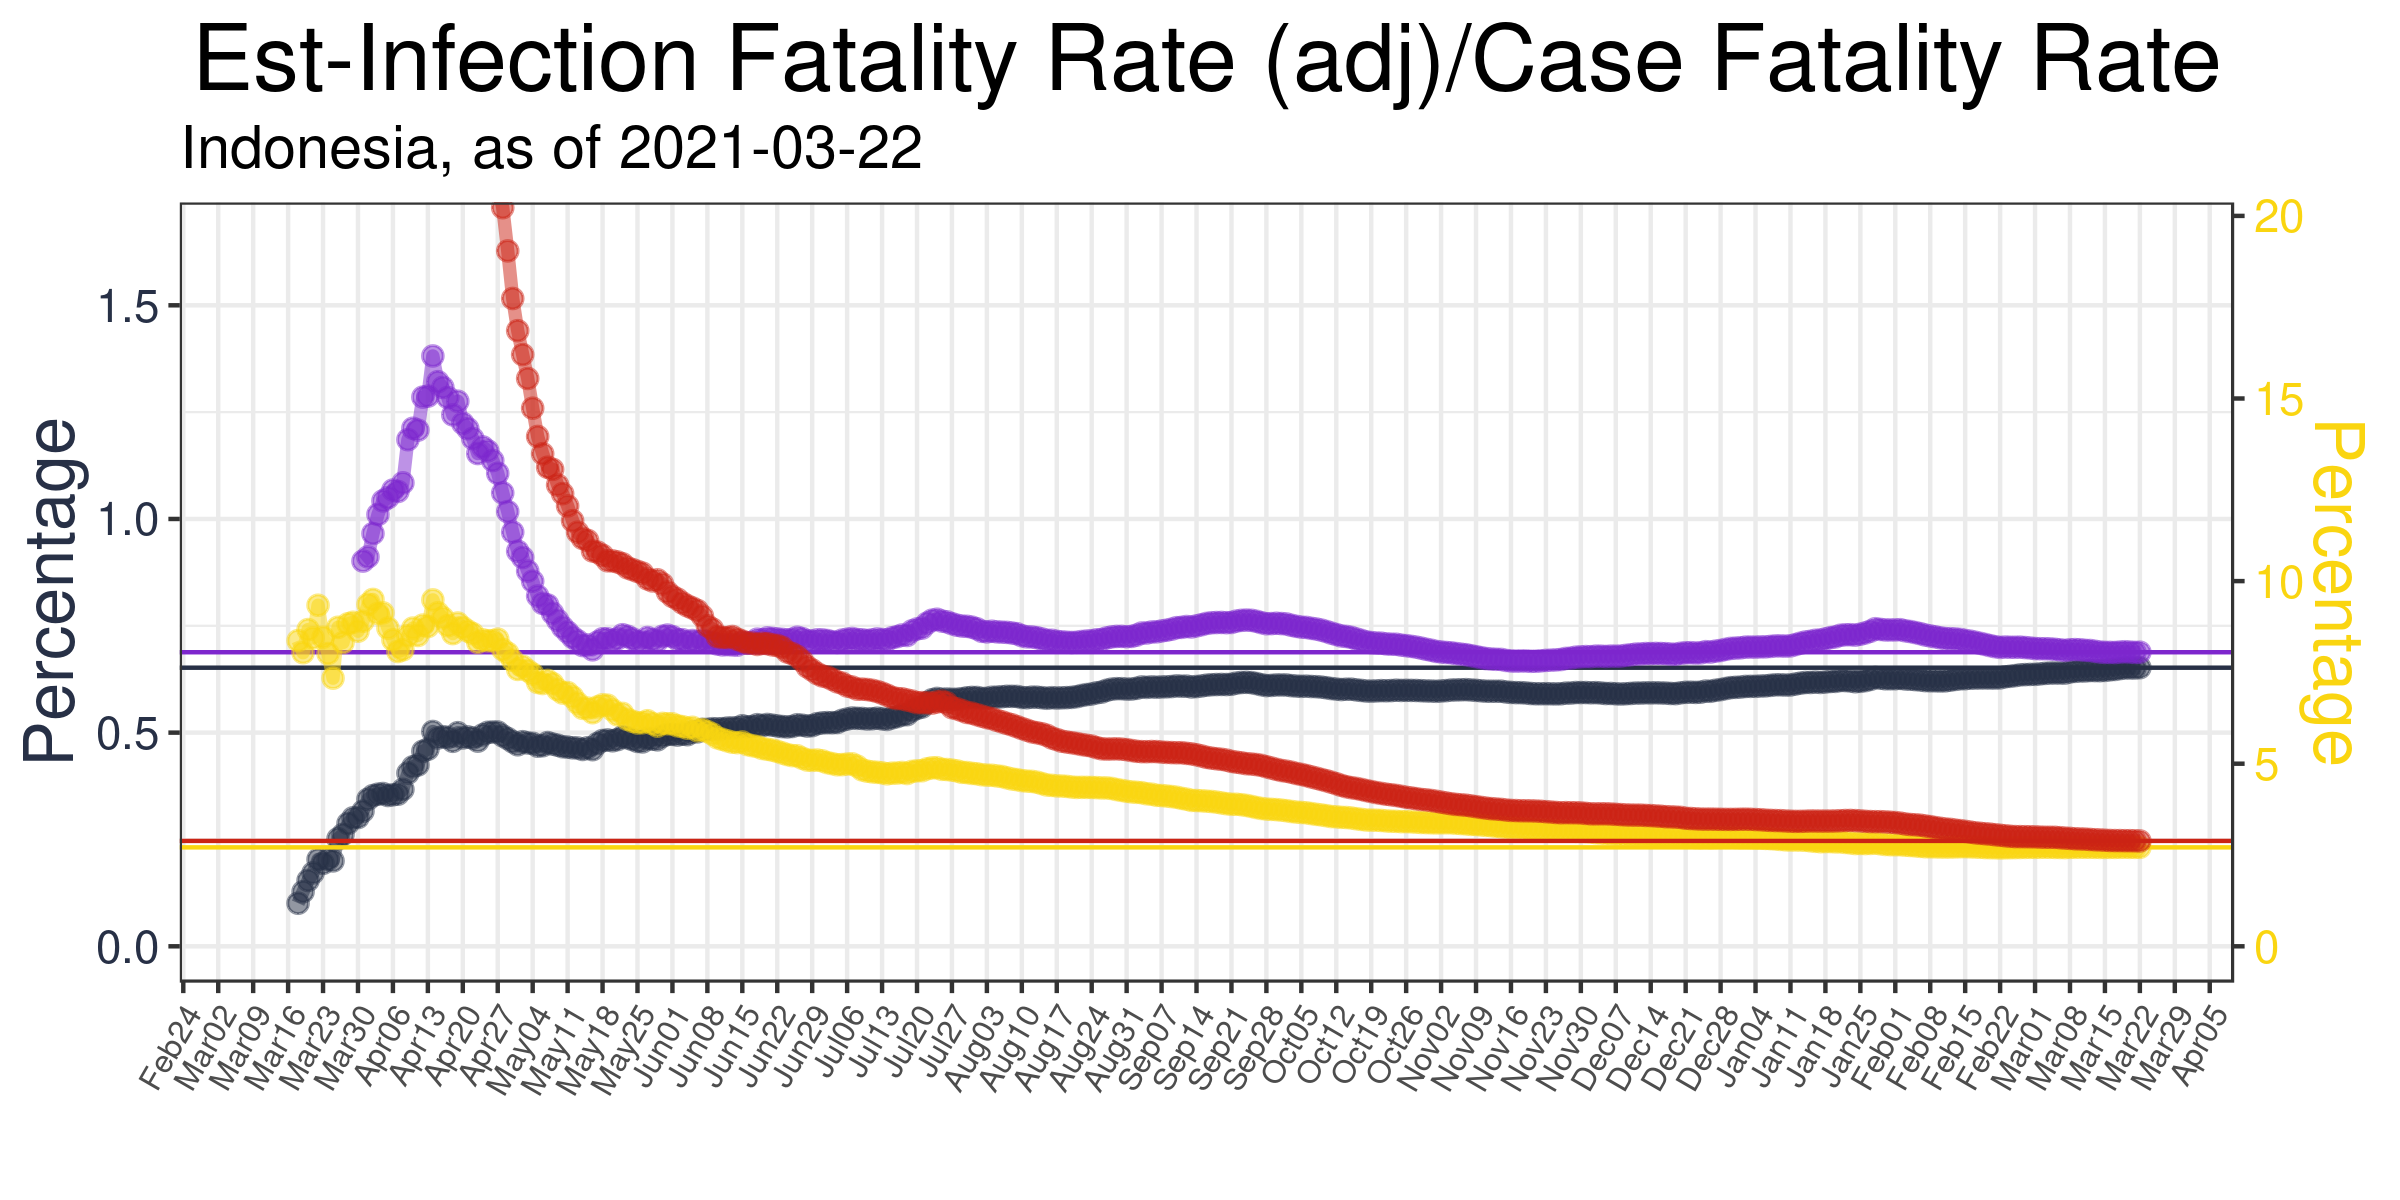 Est-Infection Fatality Rate (adj)/Case Fatality Rate
Indonesia, as of 2021-03-22
Percentage
1.5
1.0
0.5
0.0
20
15
10
5
0
Percentage
Feb24
Mar02
Mar09
Mar16
Mar23
Mar30
Apr06
Apr13
Apr20
Apr27
May04
May11
May18
May25
Jun01
Jun08
Jun15
Jun22
Jun29
Jul06
Jul13
Jul20
Jul27
Aug03
Aug10
Aug17
Aug24
Aug31
Sep07
Sep14
Sep21
Sep28
Oct05
Oct12
Oct19
Oct26
Nov02
Nov09
Nov16
Nov23
Nov30
Dec07
Dec14
Dec21
Dec28
Jan04
Jan11
Jan18
Jan25
Feb01
Feb08
Feb15
Feb22
Mar01
Mar08
Mar15
Mar22
Mar29
Apr05